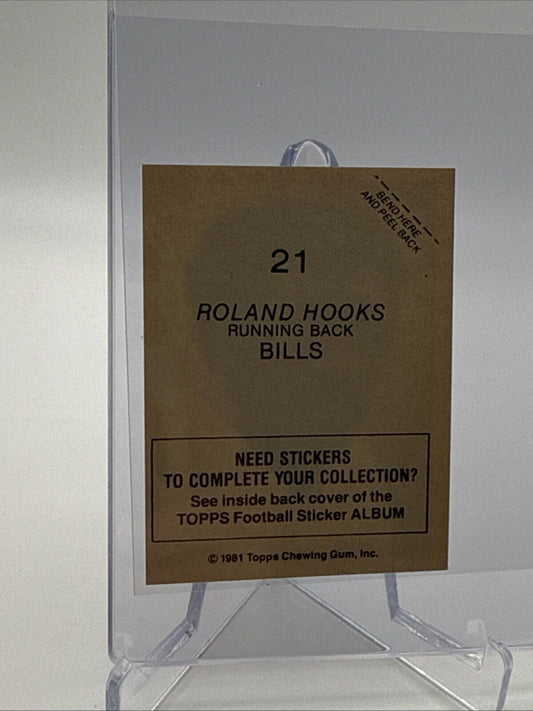 BEND HERE
AND PEEL BACK
21
ROLAND HOOKS
RUNNING BACK
BILLS
NEED STICKERS
TO COMPLETE YOUR COLLECTION?
See inside back cover of the
TOPPS Football Sticker ALBUM
© 1981 Topps Chewing Gum, Inc.